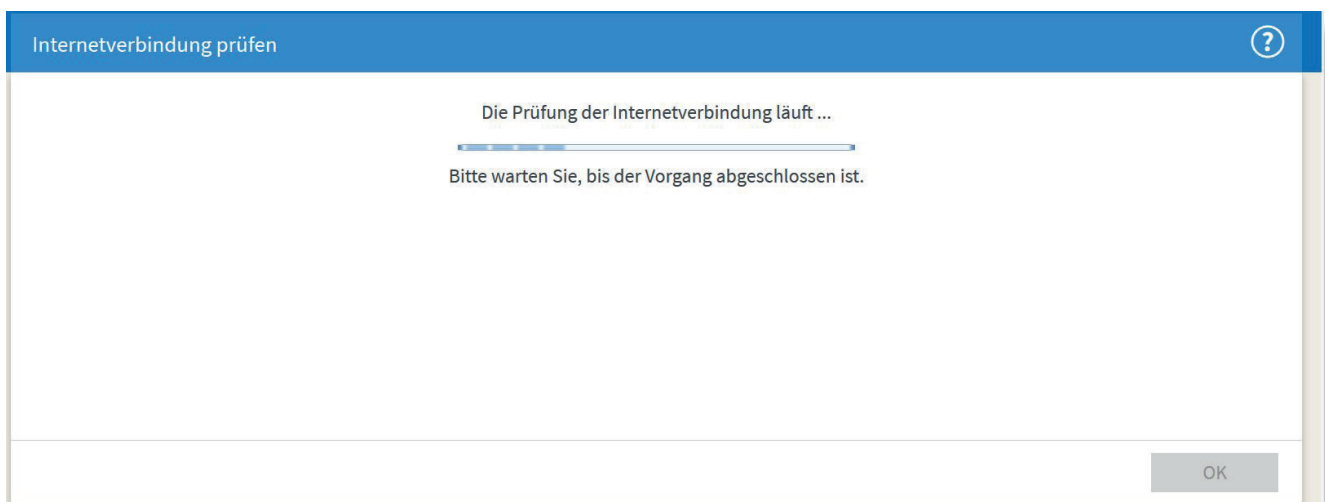 Internetverbindung prüfen
?
Die Prüfung der Internetverbindung läuft ...
Bitte warten Sie, bis der Vorgang abgeschlossen ist.
OK